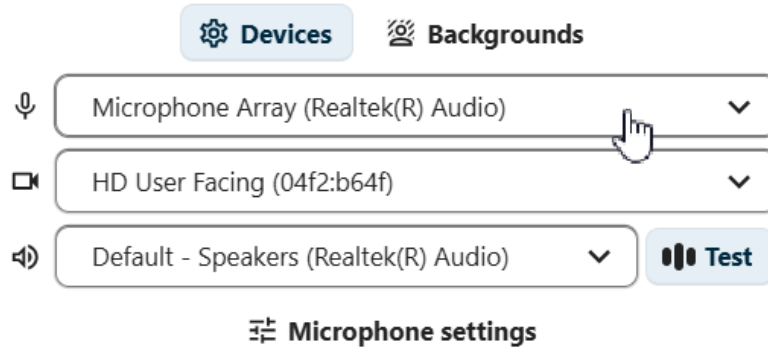 Devices Backgrounds
Microphone Array (Realtek(R) Audio)
HD User Facing (04f2:b64f)
Default - Speakers (Realtek(R) Audio) Test
Microphone settings